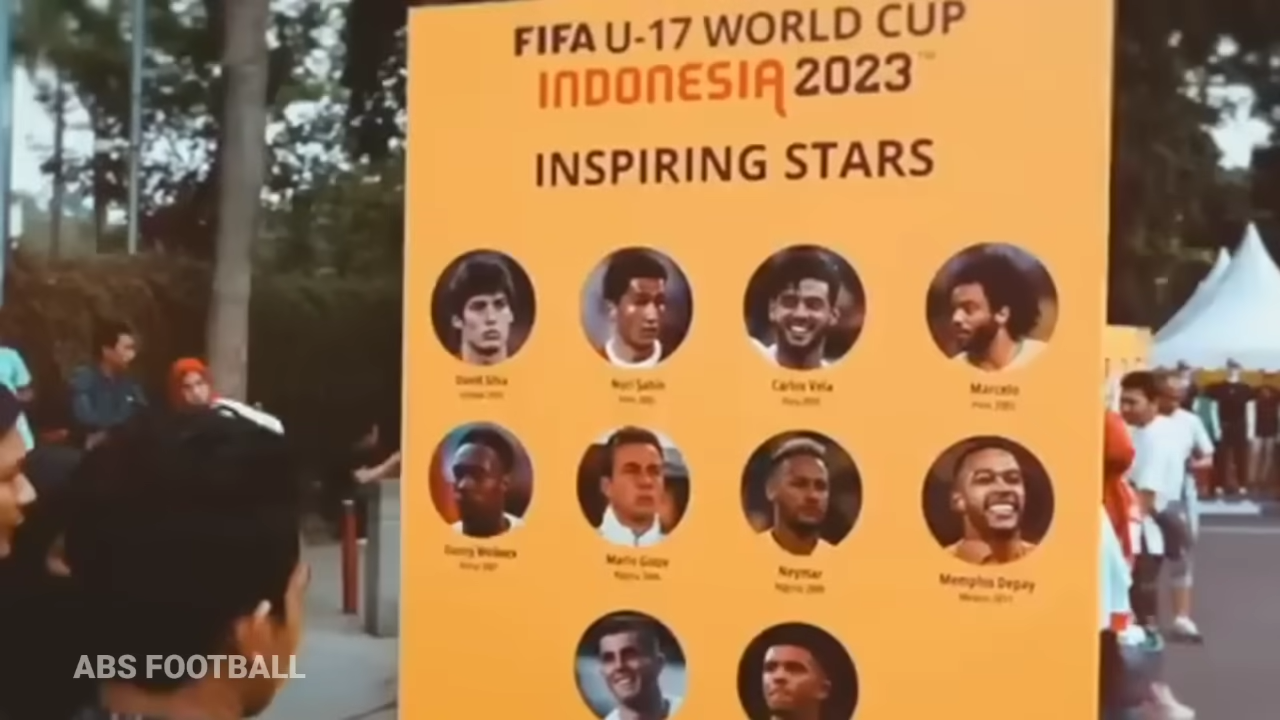 FIFA U-17 WORLD CUP
INDONESIA 2023™
INSPIRING STARS
David Silva
Nuri Sahin
Carlos Vela
Marcelo
Danny Welbeck
Mario Gotze
Neymar
Memphis Depay
ABS FOOTBALL